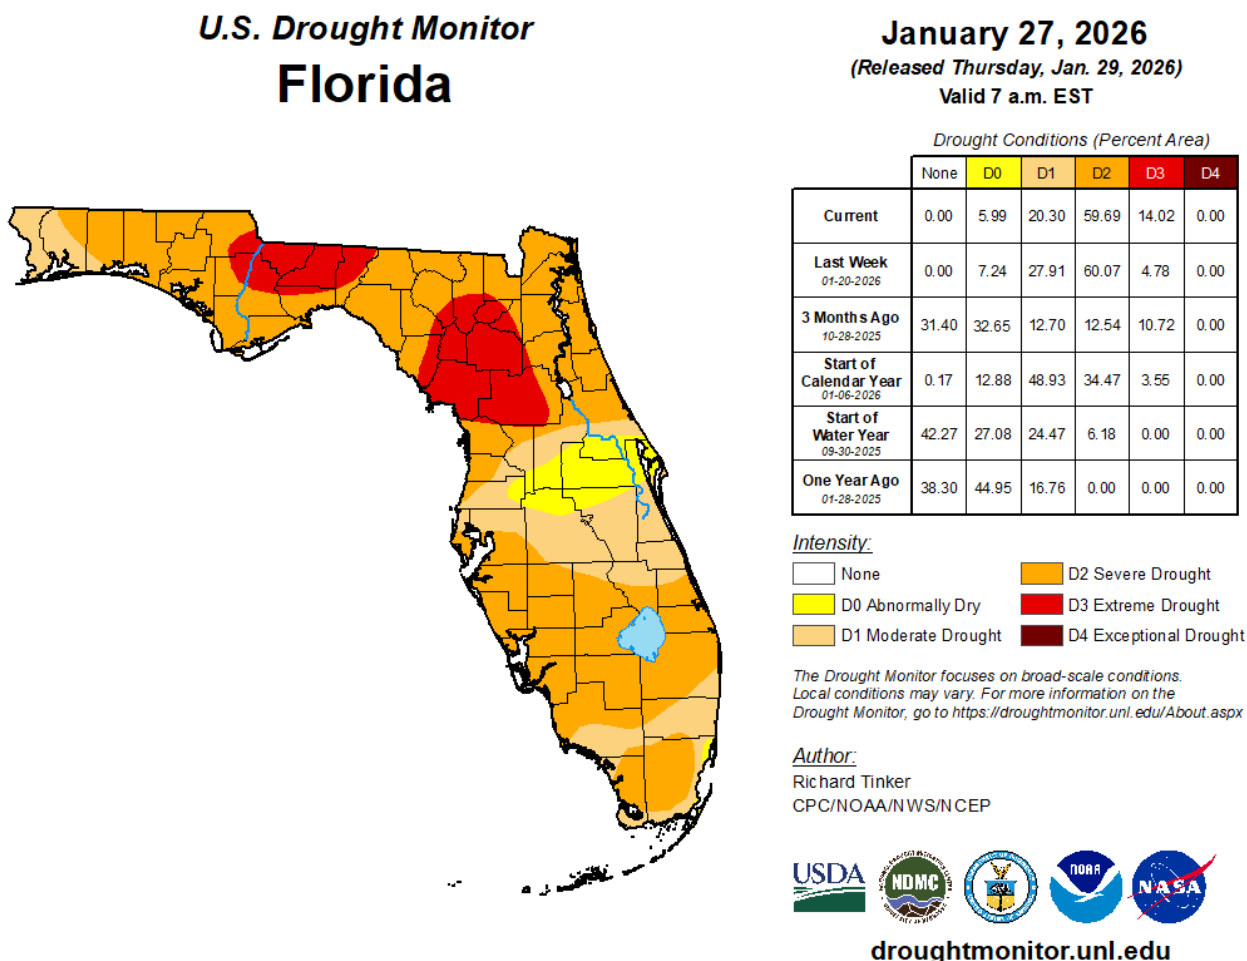 U.S. Drought Monitor
Florida
January 27, 2026
(Released Thursday, Jan. 29, 2026)
Valid 7 a.m. EST
Drought Conditions (Percent Area)
None D0 D1 D2 D3 D4
Current 0.00 5.99 20.30 59.69 14.02 0.00
Last Week 01-20-2026 0.00 7.24 27.91 60.07 4.78 0.00
3 Months Ago 10-28-2025 31.40 32.65 12.70 12.54 10.72 0.00
Start of Calendar Year 01-06-2026 0.17 12.88 48.93 34.47 3.55 0.00
Start of Water Year 09-30-2025 42.27 27.08 24.47 6.18 0.00 0.00
One Year Ago 01-28-2025 38.30 44.95 16.76 0.00 0.00 0.00
Intensity:
None
D0 Abnormally Dry
D1 Moderate Drought
D2 Severe Drought
D3 Extreme Drought
D4 Exceptional Drought
The Drought Monitor focuses on broad-scale conditions.
Local conditions may vary. For more information on the
Drought Monitor, go to https://droughtmonitor.unl.edu/About.aspx
Author:
Richard Tinker
CPC/NOAA/NWS/NCEP
USDA
NDMC
NOAA
NASA
droughtmonitor.unl.edu